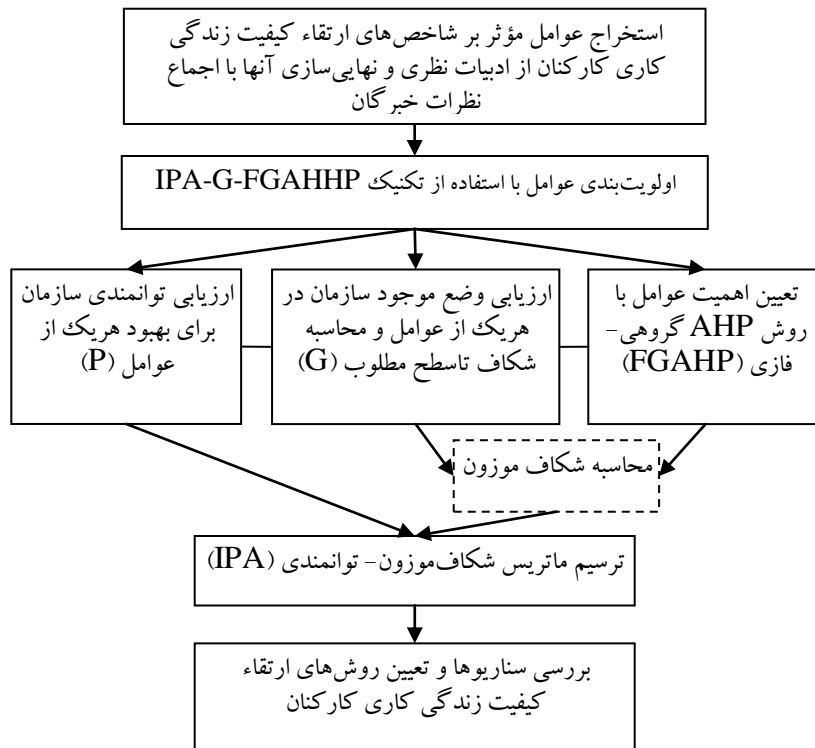 استخراج عوامل مؤثر بر شاخص‌های ارتقاء کیفیت زندگی
کاری کارکنان از ادبیات نظری و نهایی‌سازی آنها با اجماع
نظرات خبرگان
اولویت‌بندی عوامل با استفاده از تکنیک IPA-G-FGAHHP
تعیین اهمیت عوامل با
روش AHP گروهی-
فازی (FGAHP)
ارزیابی وضع موجود سازمان در
هریک از عوامل و محاسبه
شکاف تاسطح مطلوب (G)
ارزیابی توانمندی سازمان
برای بهبود هریک از
عوامل (P)
محاسبه شکاف موزون
ترسیم ماتریس شکاف‌موزون- توانمندی (IPA)
بررسی سناریوها و تعیین روش‌های ارتقاء
کیفیت زندگی کاری کارکنان